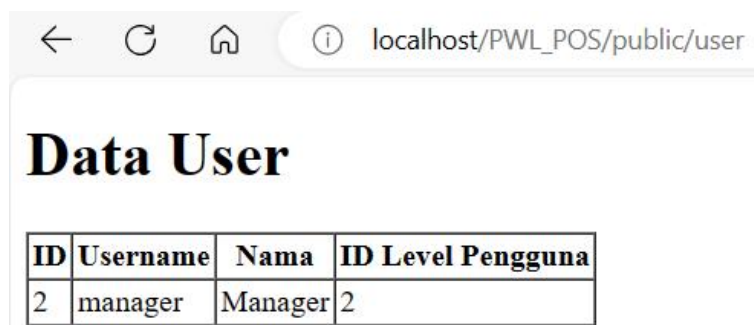 localhost/PWL_POS/public/user
Data User
ID Username Nama ID Level Pengguna
2 manager Manager 2